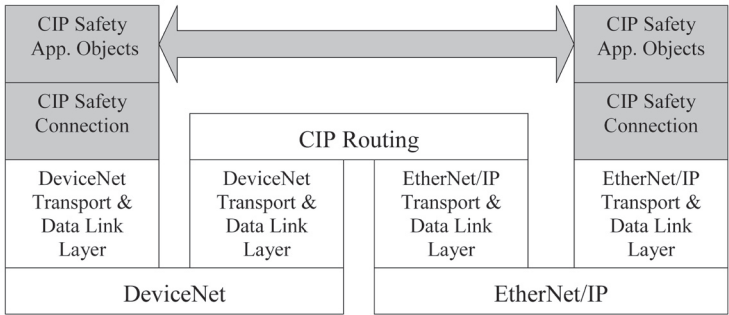 CIP Safety
App. Objects
CIP Safety
App. Objects
CIP Safety
Connection
CIP Safety
Connection
CIP Routing
DeviceNet
Transport &
Data Link
Layer
DeviceNet
Transport &
Data Link
Layer
EtherNet/IP
Transport &
Data Link
Layer
EtherNet/IP
Transport &
Data Link
Layer
DeviceNet
EtherNet/IP